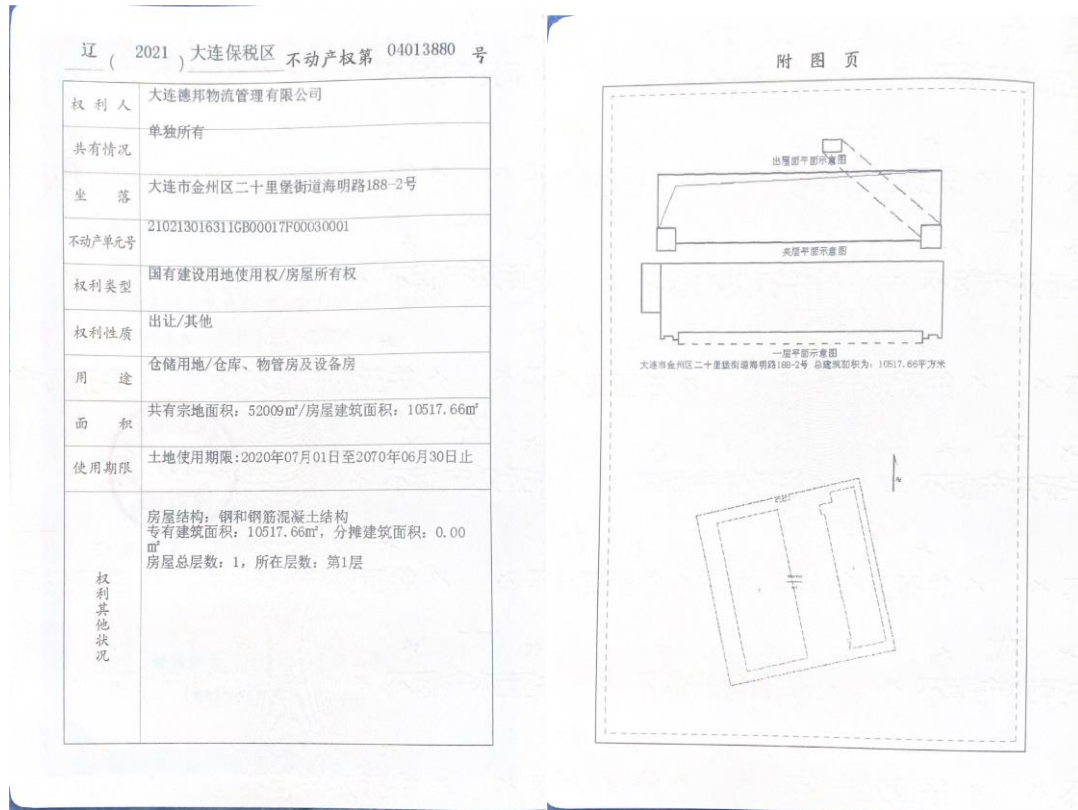 辽 ( 2021 ) 大连保税区 不动产权第 04013880 号
权利人 大连德邦物流管理有限公司
共有情况 单独所有
坐落 大连市金州区二十里堡街道海明路188-2号
不动产单元号 210213016311GB00017F00030001
权利类型 国有建设用地使用权/房屋所有权
权利性质 出让/其他
用途 仓储用地/仓库、物管房及设备房
面积 共有宗地面积：52009㎡/房屋建筑面积：10517.66㎡
使用期限 土地使用期限:2020年07月01日至2070年06月30日止
权利其他状况
房屋结构：钢和钢筋混凝土结构
专有建筑面积：10517.66㎡，分摊建筑面积：0.00
㎡
房屋总层数：1，所在层数：第1层
附图页
出屋面平面示意图
夹层平面示意图
一层平面示意图
大连市金州区二十里堡街道海明路188-2号 总建筑面积为：10517.66平方米